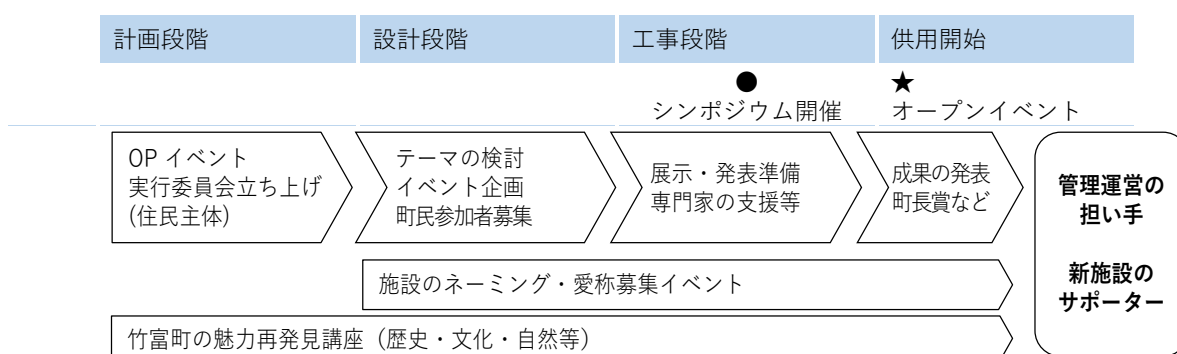 計画段階
設計段階
工事段階
供用開始
●
★
シンポジウム開催
オープンイベント
OP イベント
実行委員会立ち上げ
(住民主体)
テーマの検討
イベント企画
町民参加者募集
展示・発表準備
専門家の支援等
成果の発表
町長賞など
管理運営の
担い手
新施設の
サポーター
施設のネーミング・愛称募集イベント
竹富町の魅力再発見講座（歴史・文化・自然等）